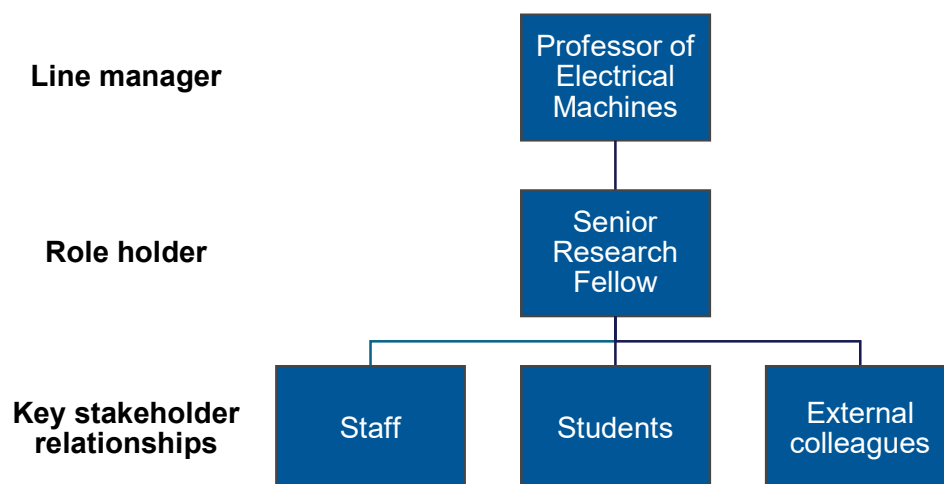 Line manager
Professor of
Electrical
Machines
Role holder
Senior
Research
Fellow
Key stakeholder
relationships
Staff
Students
External
colleagues